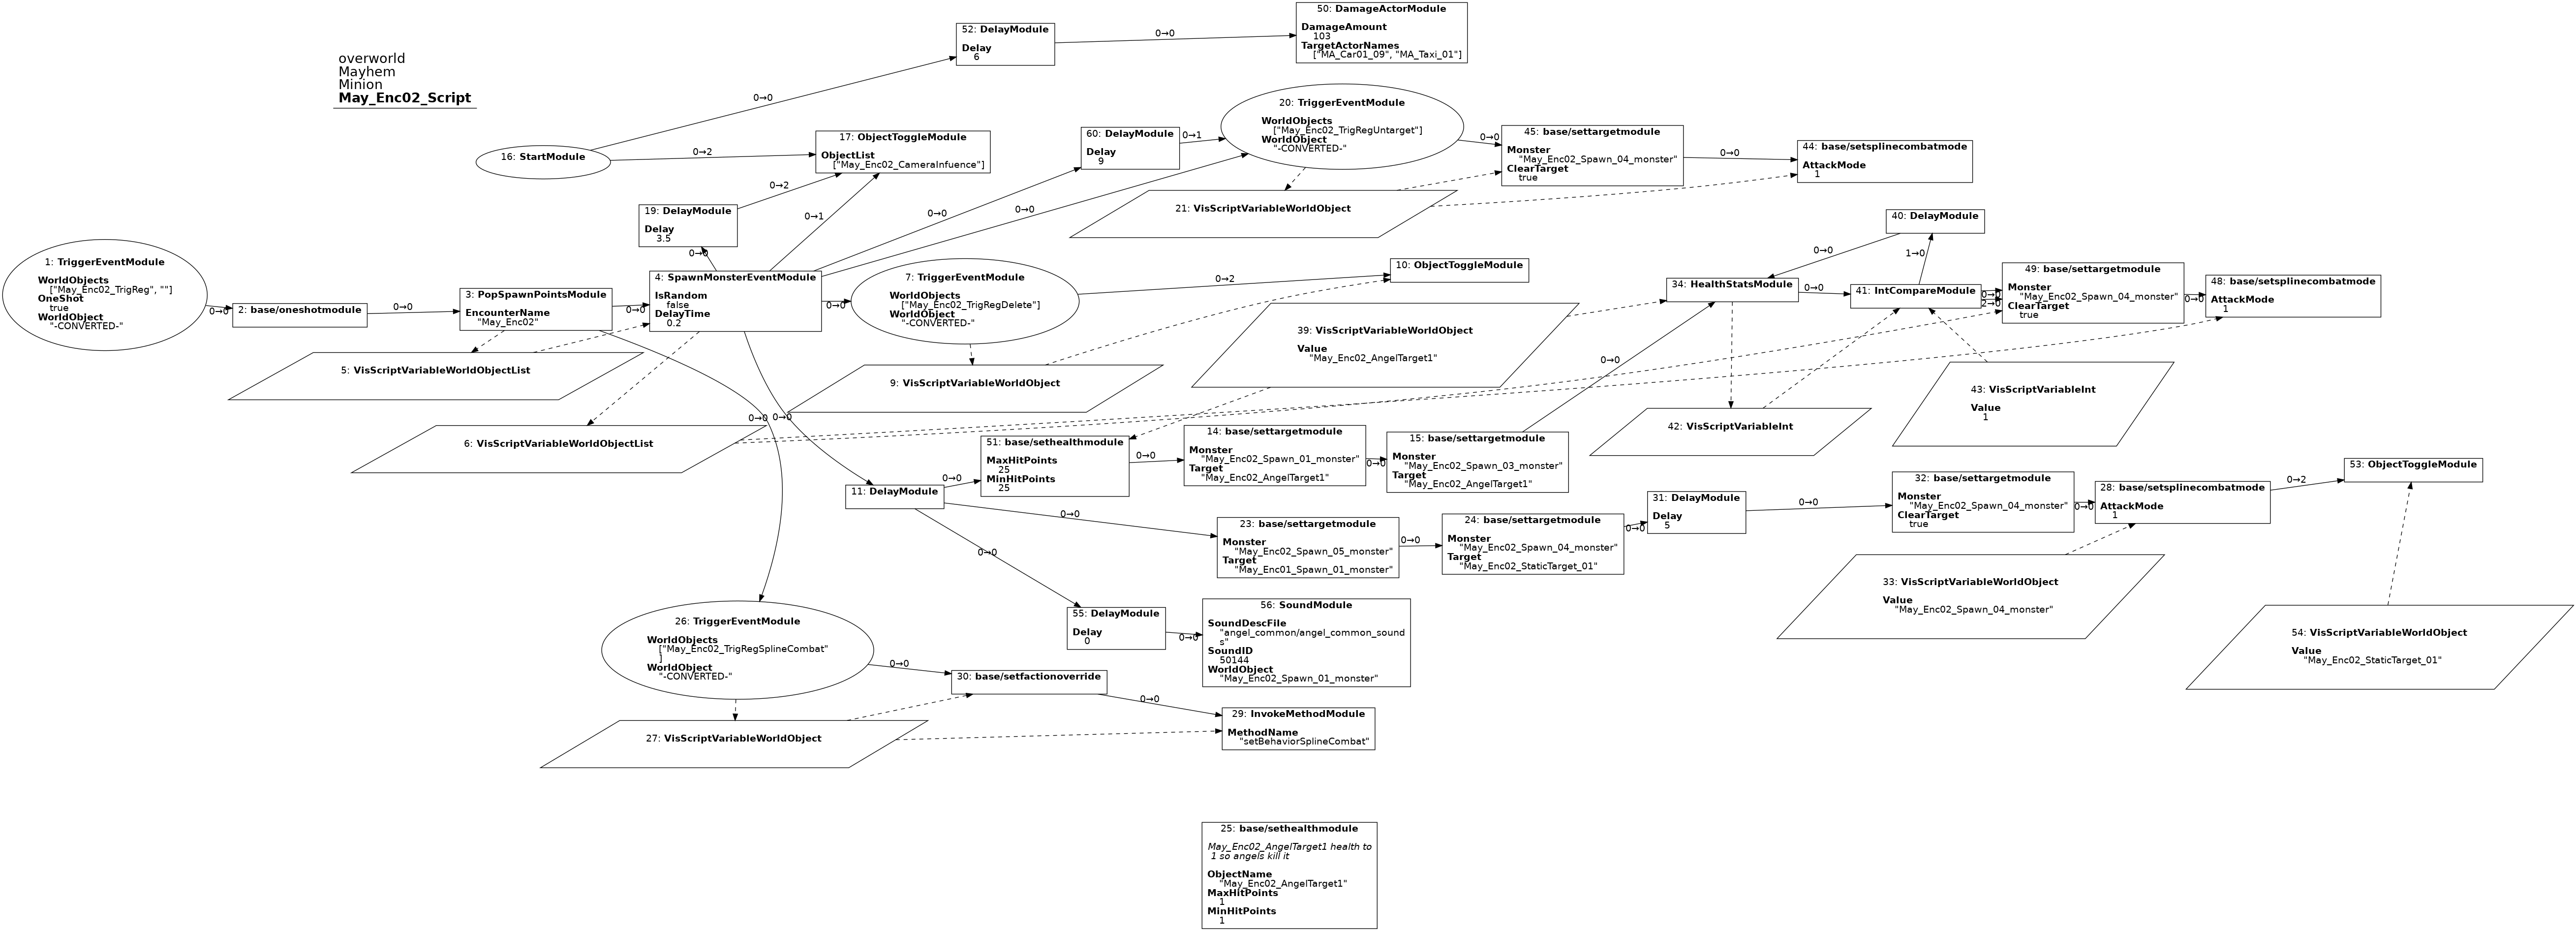 overworld
Mayhem
Minion
May_Enc02_Script
52: DelayModule
Delay
6
0→0
50: DamageActorModule
DamageAmount
103
TargetActorNames
["MA_Car01_09", "MA_Taxi_01"]
16: StartModule
0→0
0→2
17: ObjectToggleModule
ObjectList
["May_Enc02_CameraInfuence"]
60: DelayModule
Delay
9
0→1
20: TriggerEventModule
WorldObjects
["May_Enc02_TrigRegUntarget"]
WorldObject
"-CONVERTED-"
0→0
45: base/settargetmodule
Monster
"May_Enc02_Spawn_04_monster"
ClearTarget
true
0→0
44: base/setsplinecombatmode
AttackMode
1
21: VisScriptVariableWorldObject
19: DelayModule
Delay
3.5
0→2
0→1
0→0
0→0
0→0
1: TriggerEventModule
WorldObjects
["May_Enc02_TrigReg", ""]
OneShot
true
WorldObject
"-CONVERTED-"
0→0
2: base/oneshotmodule
0→0
3: PopSpawnPointsModule
EncounterName
"May_Enc02"
0→0
4: SpawnMonsterEventModule
IsRandom
false
DelayTime
0.2
0→0
7: TriggerEventModule
WorldObjects
["May_Enc02_TrigRegDelete"]
WorldObject
"-CONVERTED-"
0→2
10: ObjectToggleModule
5: VisScriptVariableWorldObjectList
9: VisScriptVariableWorldObject
6: VisScriptVariableWorldObjectList
0→0
0→0
39: VisScriptVariableWorldObject
Value
"May_Enc02_AngelTarget1"
40: DelayModule
0→0
1→0
34: HealthStatsModule
0→0
41: IntCompareModule
0→0
2→0
49: base/settargetmodule
Monster
"May_Enc02_Spawn_04_monster"
ClearTarget
true
0→0
48: base/setsplinecombatmode
AttackMode
1
0→0
42: VisScriptVariableInt
43: VisScriptVariableInt
Value
1
11: DelayModule
0→0
51: base/sethealthmodule
MaxHitPoints
25
MinHitPoints
25
0→0
14: base/settargetmodule
Monster
"May_Enc02_Spawn_01_monster"
Target
"May_Enc02_AngelTarget1"
0→0
15: base/settargetmodule
Monster
"May_Enc02_Spawn_03_monster"
Target
"May_Enc02_AngelTarget1"
0→0
23: base/settargetmodule
Monster
"May_Enc02_Spawn_05_monster"
Target
"May_Enc01_Spawn_01_monster"
0→0
24: base/settargetmodule
Monster
"May_Enc02_Spawn_04_monster"
Target
"May_Enc02_StaticTarget_01"
0→0
31: DelayModule
Delay
5
0→0
32: base/settargetmodule
Monster
"May_Enc02_Spawn_04_monster"
ClearTarget
true
0→0
28: base/setsplinecombatmode
AttackMode
1
0→2
53: ObjectToggleModule
33: VisScriptVariableWorldObject
Value
"May_Enc02_Spawn_04_monster"
54: VisScriptVariableWorldObject
Value
"May_Enc02_StaticTarget_01"
0→0
55: DelayModule
Delay
0
0→0
56: SoundModule
SoundDescFile
"angel_common/angel_common_sound
s"
SoundID
50144
WorldObject
"May_Enc02_Spawn_01_monster"
26: TriggerEventModule
WorldObjects
["May_Enc02_TrigRegSplineCombat"
]
WorldObject
"-CONVERTED-"
0→0
30: base/setfactionoverride
0→0
29: InvokeMethodModule
MethodName
"setBehaviorSplineCombat"
27: VisScriptVariableWorldObject
25: base/sethealthmodule
May_Enc02_AngelTarget1 health to
1 so angels kill it
ObjectName
"May_Enc02_AngelTarget1"
MaxHitPoints
1
MinHitPoints
1